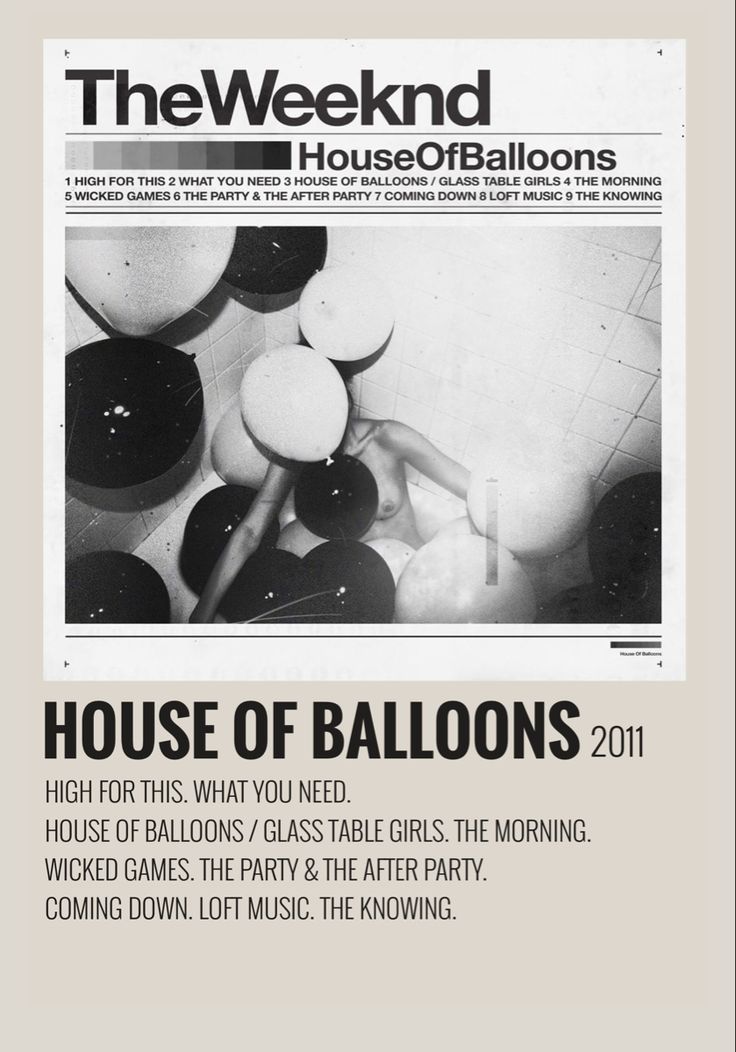 TheWeeknd
HouseOfBalloons
1 HIGH FOR THIS 2 WHAT YOU NEED 3 HOUSE OF BALLOONS / GLASS TABLE GIRLS 4 THE MORNING
5 WICKED GAMES 6 THE PARTY & THE AFTER PARTY 7 COMING DOWN 8 LOFT MUSIC 9 THE KNOWING
House Of Balloons
HOUSE OF BALLOONS 2011
HIGH FOR THIS. WHAT YOU NEED.
HOUSE OF BALLOONS / GLASS TABLE GIRLS. THE MORNING.
WICKED GAMES. THE PARTY & THE AFTER PARTY.
COMING DOWN. LOFT MUSIC. THE KNOWING.